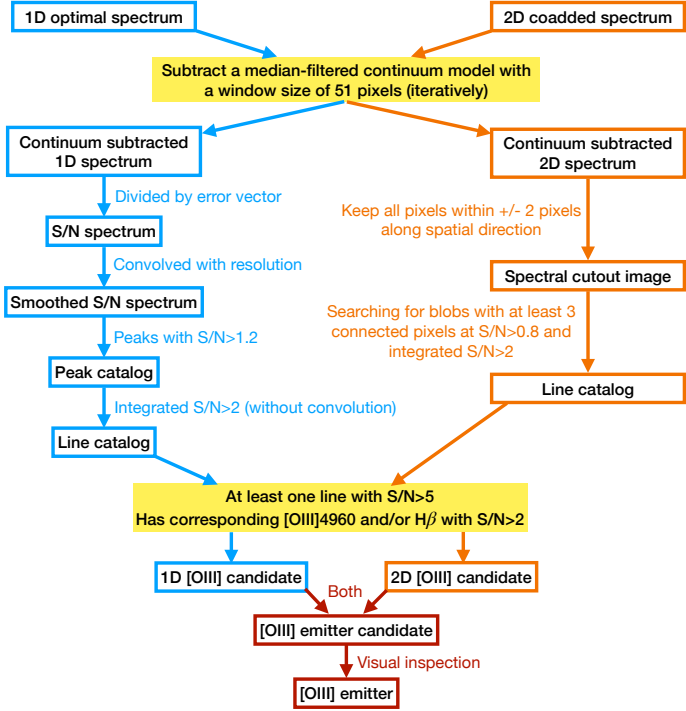 1D optimal spectrum
2D coadded spectrum
Subtract a median-filtered continuum model with
a window size of 51 pixels (iteratively)
Continuum subtracted
1D spectrum
Continuum subtracted
2D spectrum
Divided by error vector
Keep all pixels within +/- 2 pixels
along spatial direction
S/N spectrum
Convolved with resolution
Spectral cutout image
Smoothed S/N spectrum
Searching for blobs with at least 3
connected pixels at S/N>0.8 and
integrated S/N>2
Peaks with S/N>1.2
Peak catalog
Line catalog
Integrated S/N>2 (without convolution)
Line catalog
At least one line with S/N>5
Has corresponding [OIII]4960 and/or Hβ with S/N>2
1D [OIII] candidate
2D [OIII] candidate
Both
[OIII] emitter candidate
Visual inspection
[OIII] emitter